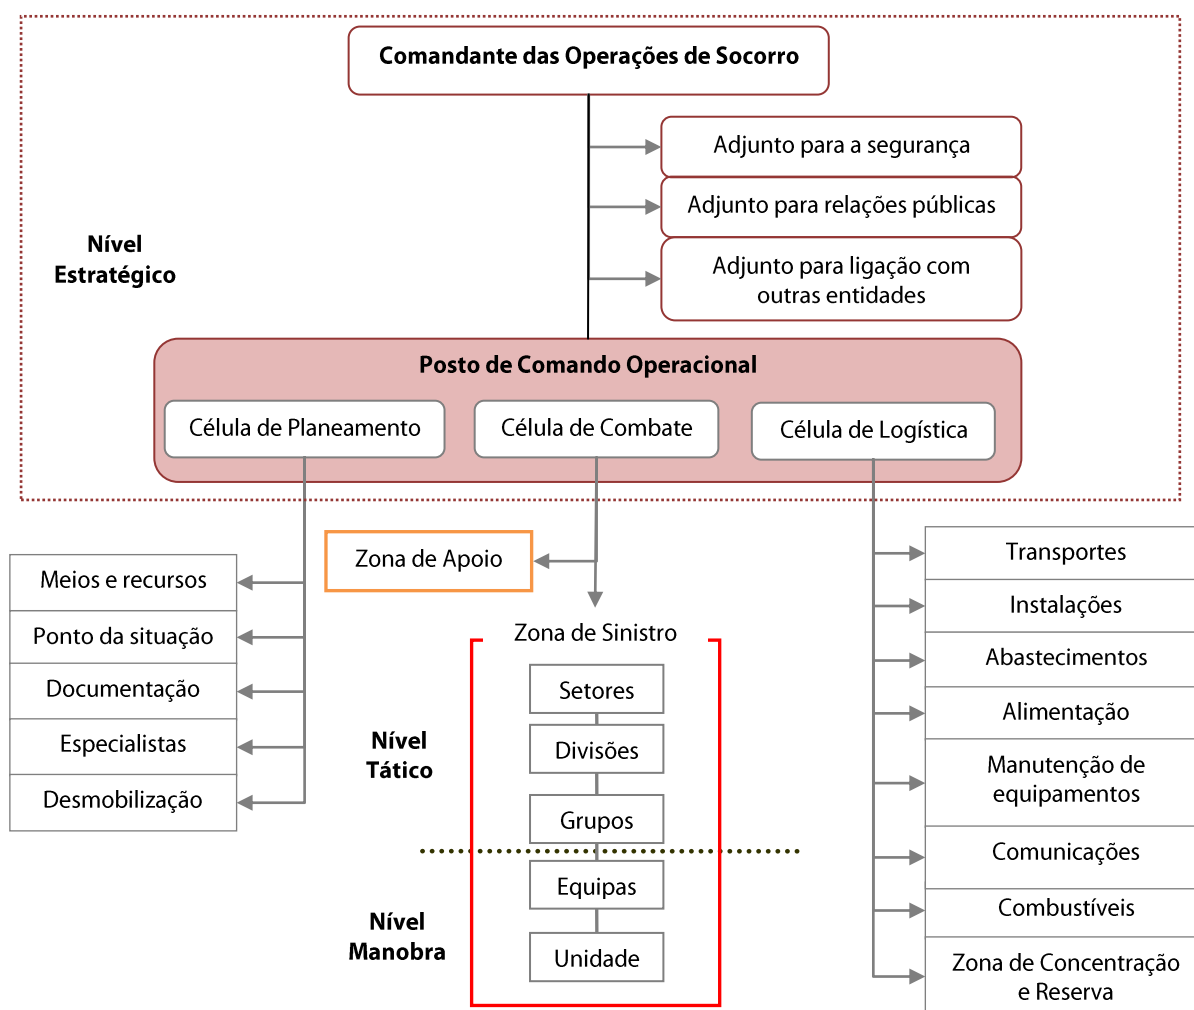 Comandante das Operações de Socorro
Adjunto para a segurança
Adjunto para relações públicas
Adjunto para ligação com
outras entidades
Nível
Estratégico
Posto de Comando Operacional
Célula de Planeamento
Célula de Combate
Célula de Logística
Meios e recursos
Ponto da situação
Documentação
Especialistas
Desmobilização
Zona de Apoio
Zona de Sinistro
Setores
Divisões
Grupos
Nível
Tático
Equipas
Unidade
Nível
Manobra
Transportes
Instalações
Abastecimentos
Alimentação
Manutenção de
equipamentos
Comunicações
Combustíveis
Zona de Concentração
e Reserva